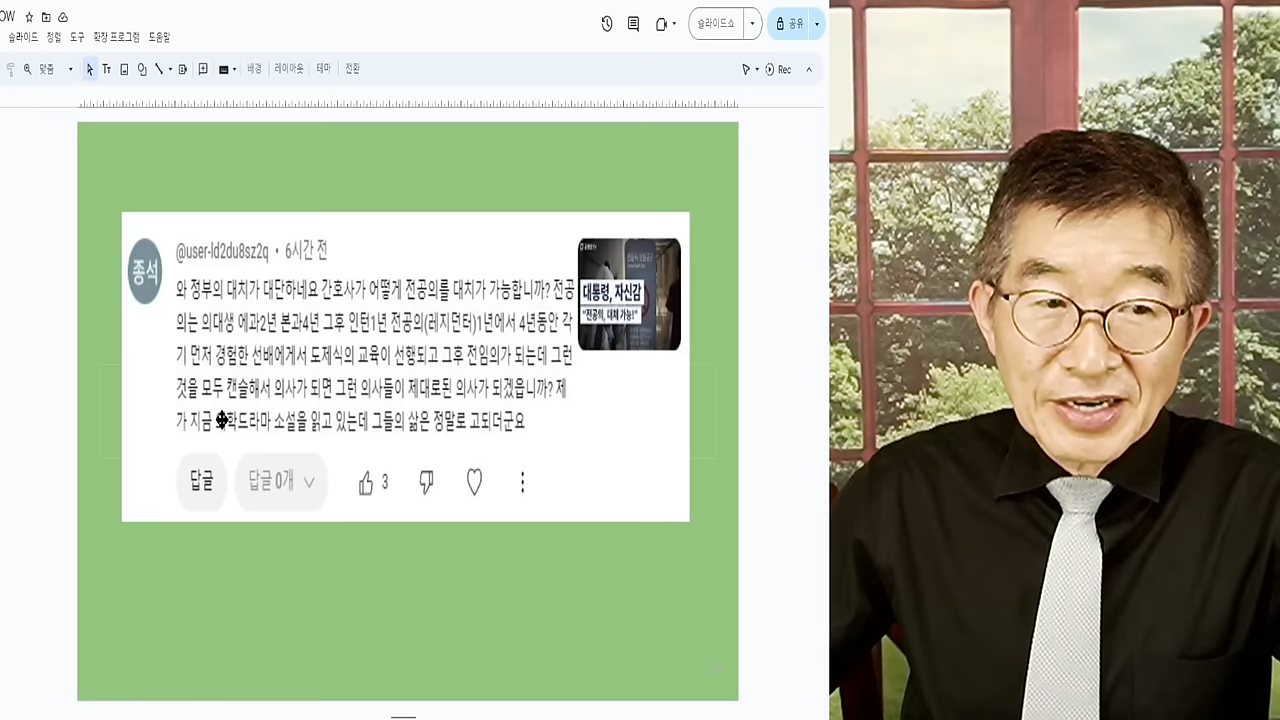 OW
슬라이드 정렬 도구 확장 프로그램 도움말
슬라이드쇼
공유
맞춤
배경 레이아웃 테마 전환
Rec
종석
@user-ld2du8sz2q • 6시간 전
와 정부의 대치가 대단하네요 간호사가 어떻게 전공의를 대치가 가능합니까? 전공
의는 의대생 예과2년 본과4년 그후 인턴1년 전공의(레지던터)1년에서 4년동안 각
기 먼저 경험한 선배에게서 도제식의 교육이 선행되고 그후 전임의가 되는데 그런
것을 모두 캔슬해서 의사가 되면 그런 의사들이 제대로된 의사가 되겠읍니까? 제
가 지금 학드라마 소설을 읽고 있는데 그들의 삶은 정말로 고되더군요
대통령, 자신감
"전공의, 대체 가능!"
답글
답글 0개
3